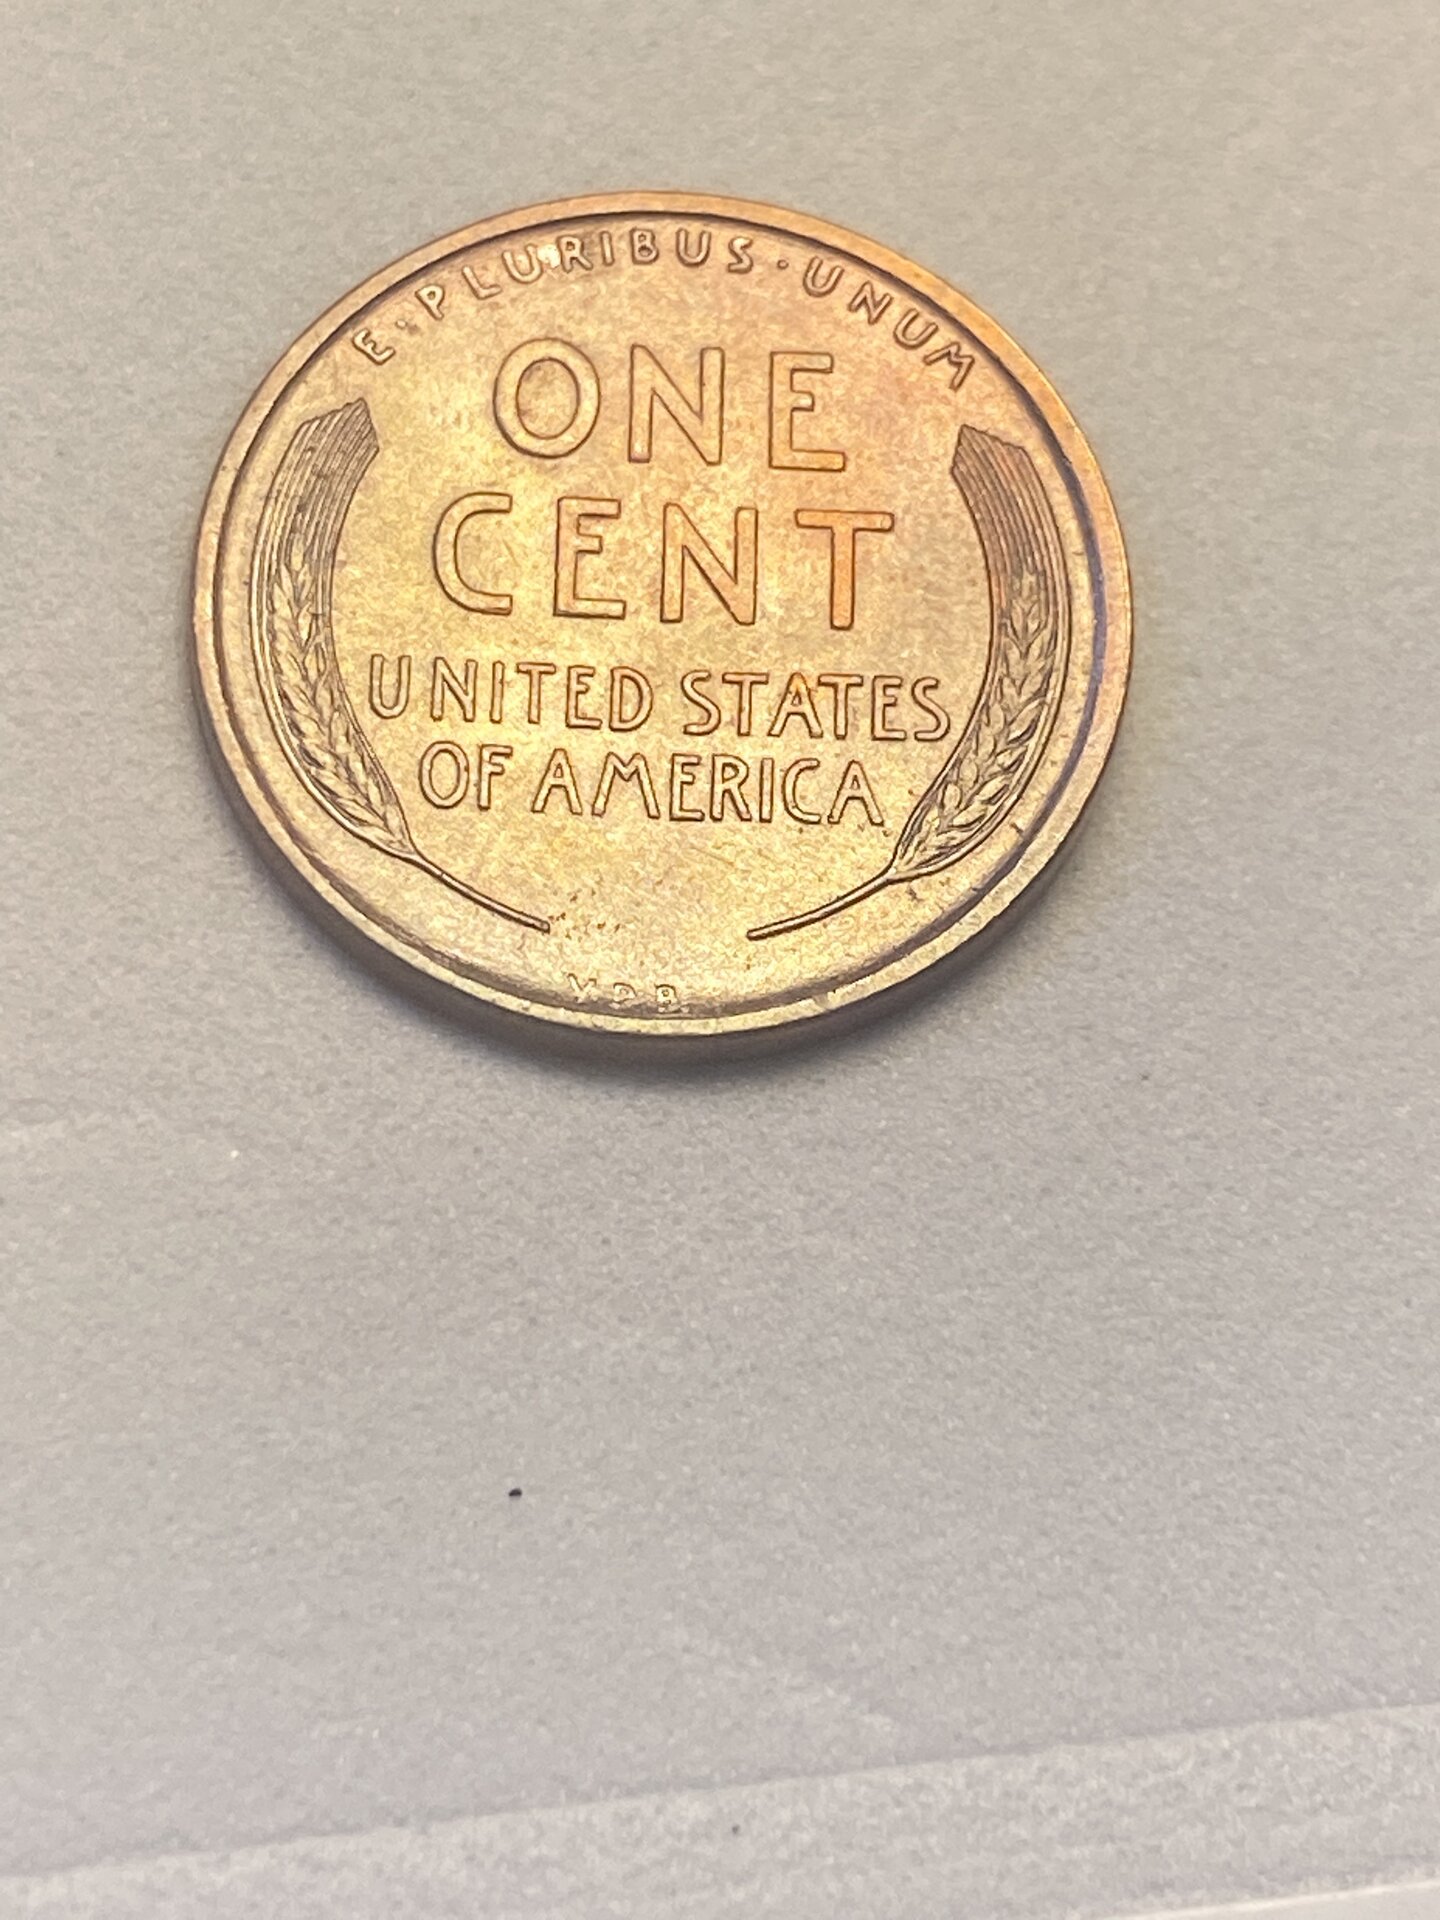 E·PLURIBUS·UNUM
ONE
CENT
UNITED STATES
OF AMERICA
V.D.B.